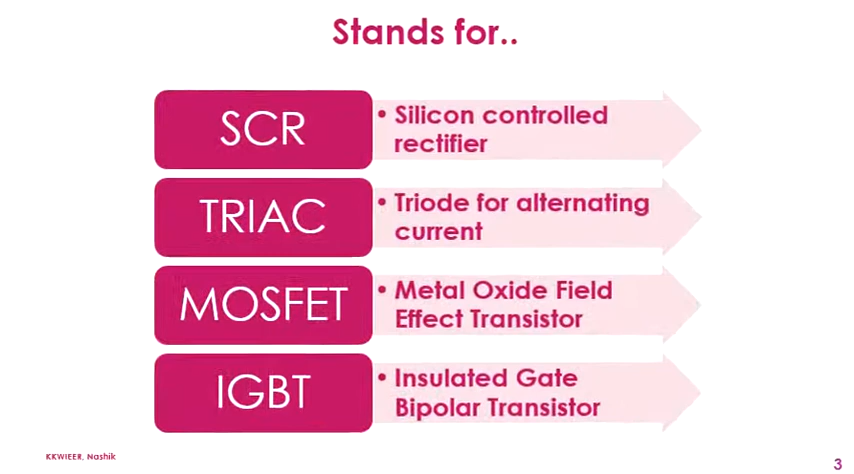 Stands for..
SCR
• Silicon controlled
rectifier
TRIAC
• Triode for alternating
current
MOSFET
• Metal Oxide Field
Effect Transistor
IGBT
• Insulated Gate
Bipolar Transistor
KKWIEER, Nashik
3